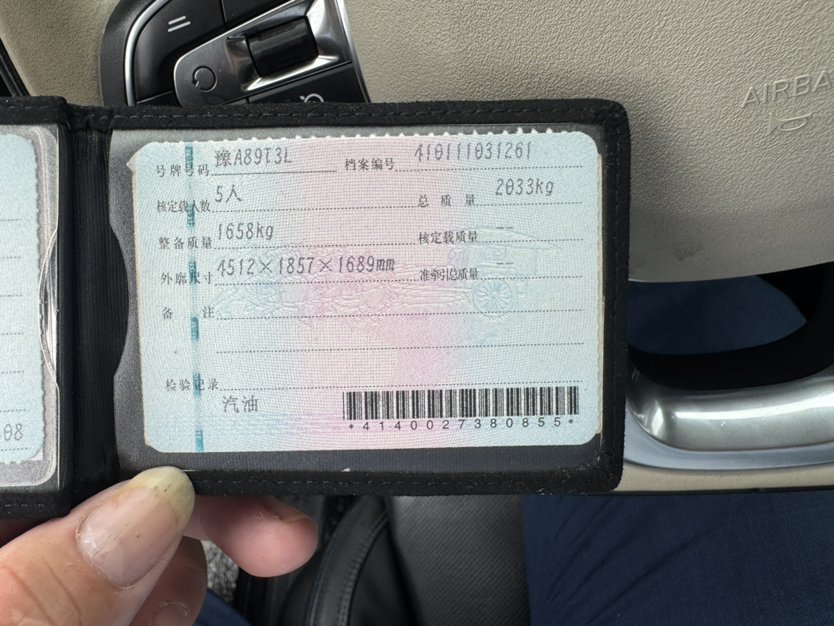 AIRBA
号牌号码 豫A89T3L 档案编号 410111031261
核定载人数 5人 总质量 2033kg
整备质量 1658kg 核定载质量 --
外廓尺寸 4512×1857×1689mm 准牵引总质量 --
备注
检验记录
汽油
*4140027380855*
08